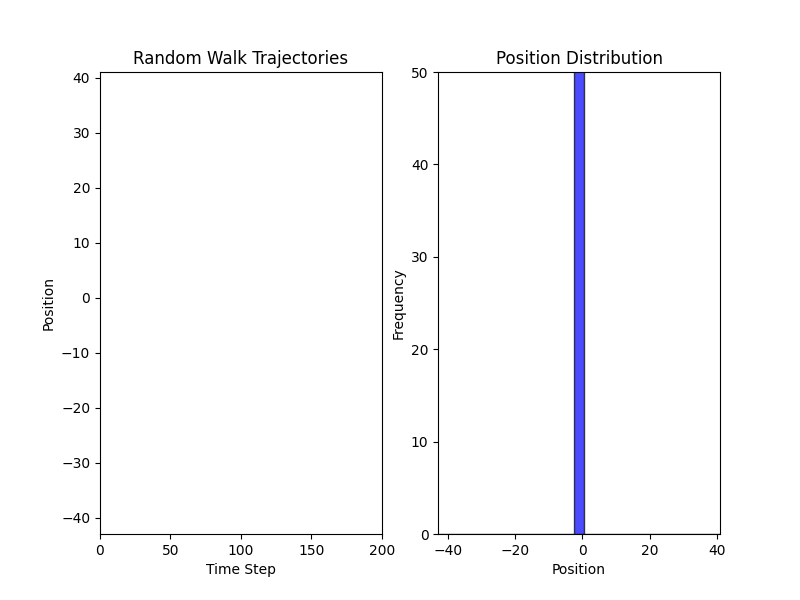 Random Walk Trajectories
Position
40
30
20
10
0
−10
−20
−30
−40
0 50 100 150 200
Time Step
Position Distribution
Frequency
50
40
30
20
10
0
−40 −20 0 20 40
Position